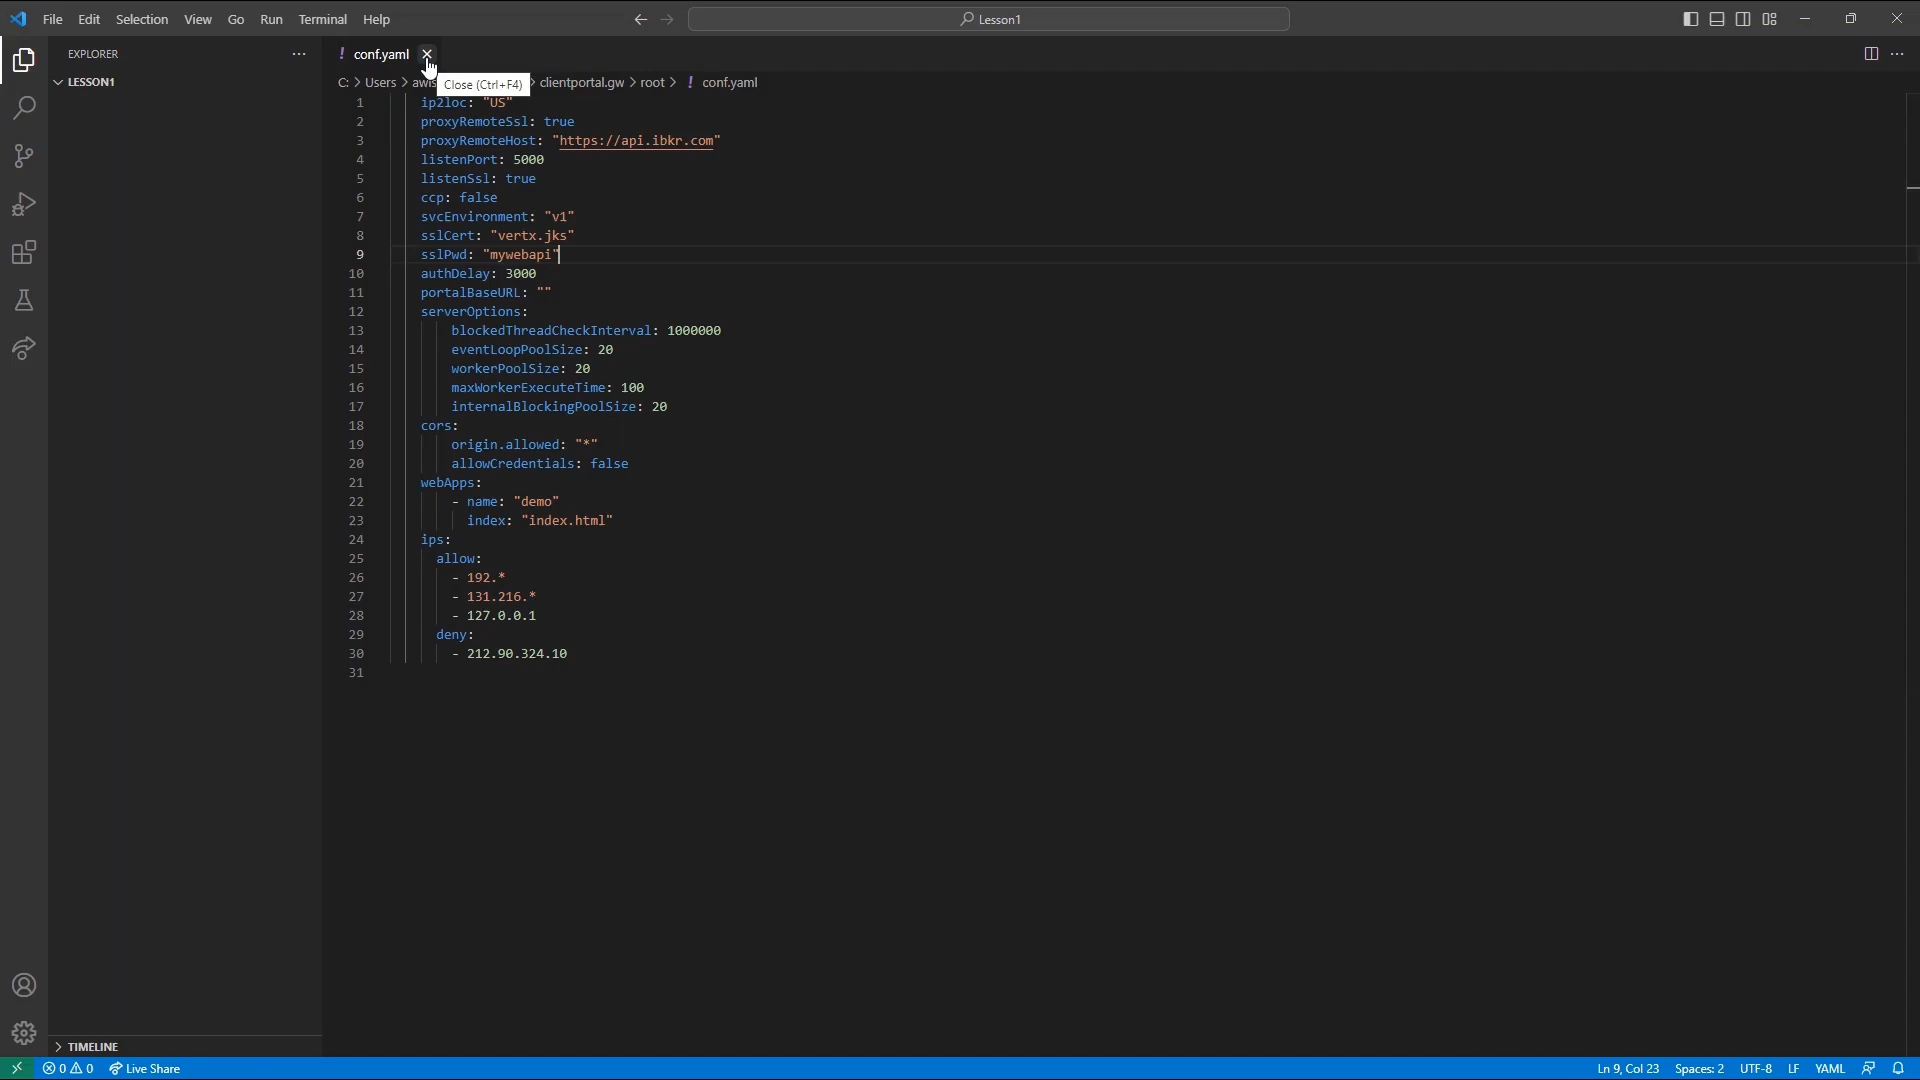 File Edit Selection View Go Run Terminal Help
Lesson1
EXPLORER
LESSON1
! conf.yaml
Close (Ctrl+F4)
C: > Users > > clientportal.gw > root > ! conf.yaml
1 ip2loc: "US"
2 proxyRemoteSsl: true
3 proxyRemoteHost: "https://api.ibkr.com"
4 listenPort: 5000
5 listenSsl: true
6 ccp: false
7 svcEnvironment: "v1"
8 sslCert: "vertx.jks"
9 sslPwd: "mywebapi"
10 authDelay: 3000
11 portalBaseURL: ""
12 serverOptions:
13 blockedThreadCheckInterval: 1000000
14 eventLoopPoolSize: 20
15 workerPoolSize: 20
16 maxWorkerExecuteTime: 100
17 internalBlockingPoolSize: 20
18 cors:
19 origin.allowed: "*"
20 allowCredentials: false
21 webApps:
22 - name: "demo"
23 index: "index.html"
24 ips:
25 allow:
26 - 192.*
27 - 131.216.*
28 - 127.0.0.1
29 deny:
30 - 212.90.324.10
31
TIMELINE
0 0 Live Share
Ln 9, Col 23 Spaces: 2 UTF-8 LF YAML